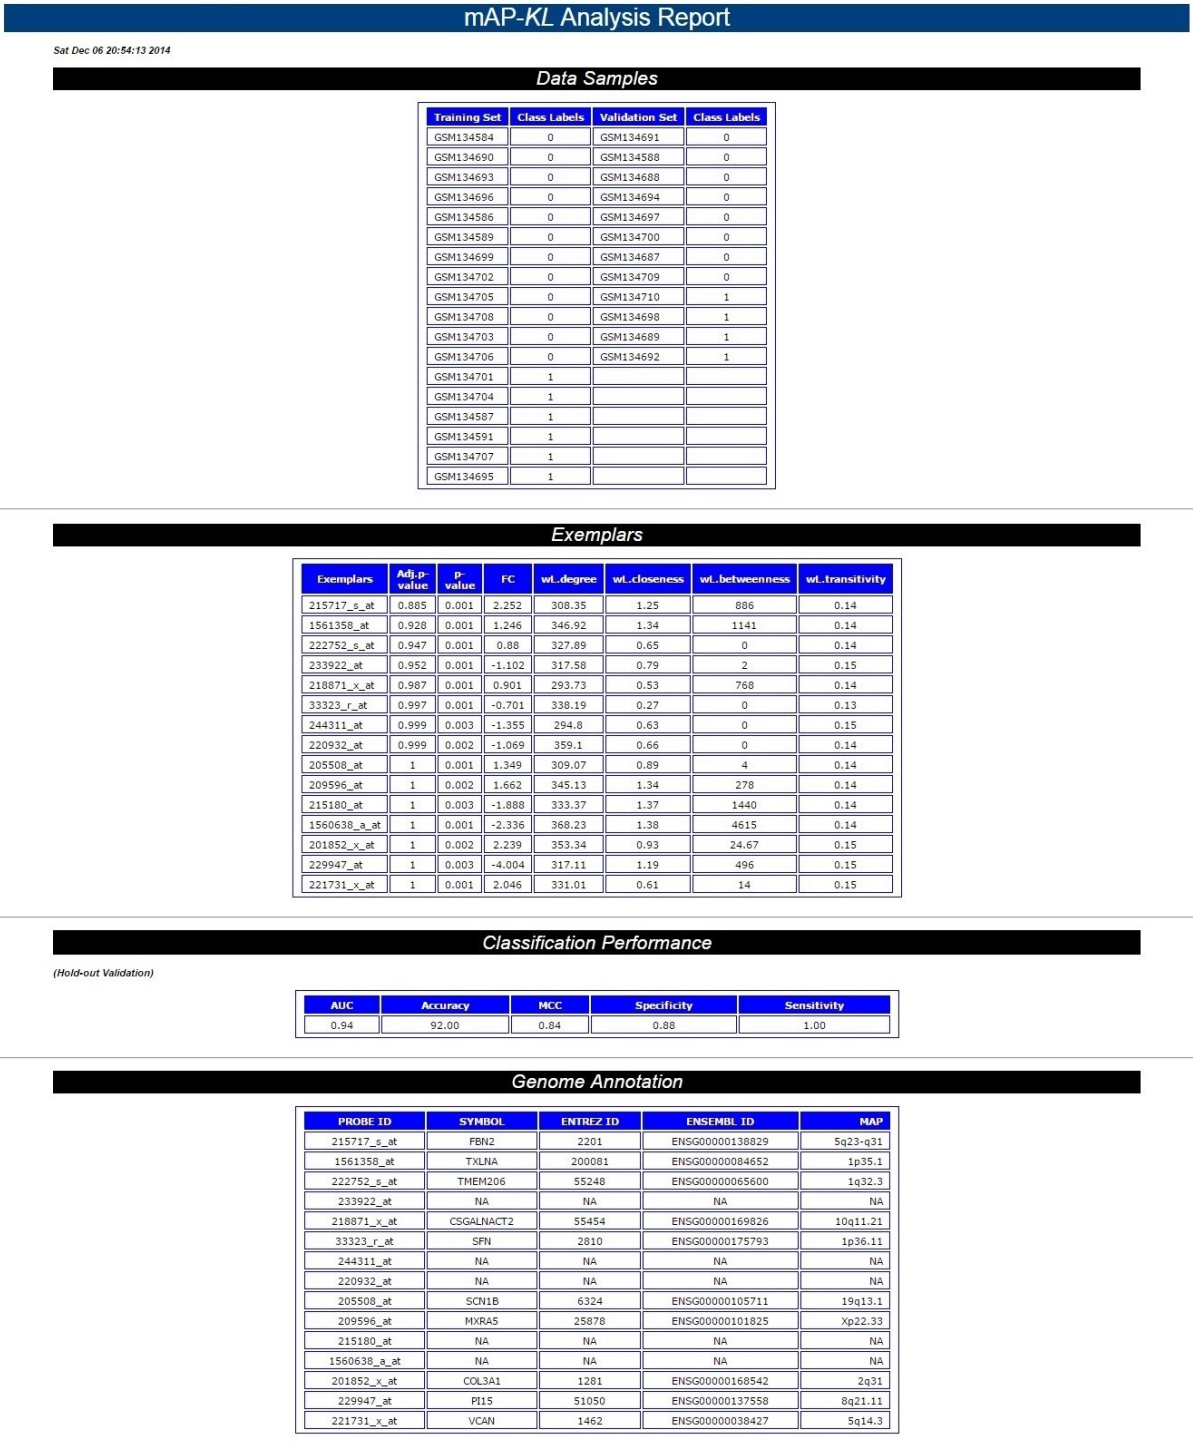 mAP-KL Analysis Report
Sat Dec 06 20:54:13 2014
Data Samples
Training Set Class Labels Validation Set Class Labels
GSM134584 0 GSM134691 0
GSM134690 0 GSM134588 0
GSM134693 0 GSM134688 0
GSM134696 0 GSM134694 0
GSM134586 0 GSM134697 0
GSM134589 0 GSM134700 0
GSM134699 0 GSM134687 0
GSM134702 0 GSM134709 0
GSM134705 0 GSM134710 1
GSM134708 0 GSM134698 1
GSM134703 0 GSM134689 1
GSM134706 0 GSM134692 1
GSM134701 1
GSM134704 1
GSM134587 1
GSM134591 1
GSM134707 1
GSM134695 1
Exemplars
Exemplars Adj.p-value p-value FC wL.degree wL.closeness wL.betweenness wL.transitivity
215717_s_at 0.885 0.001 2.252 308.35 1.25 886 0.14
1561358_at 0.928 0.001 1.246 346.92 1.34 1141 0.14
222752_s_at 0.947 0.001 0.88 327.89 0.65 0 0.14
233922_at 0.952 0.001 -1.102 317.58 0.79 2 0.15
218871_x_at 0.987 0.001 0.901 293.73 0.53 768 0.14
33323_r_at 0.997 0.001 -0.701 338.19 0.27 0 0.13
244311_at 0.999 0.003 -1.355 294.8 0.63 0 0.15
220932_at 0.999 0.002 -1.069 359.1 0.66 0 0.14
205508_at 1 0.001 1.349 309.07 0.89 4 0.14
209596_at 1 0.002 1.662 345.13 1.34 278 0.14
215180_at 1 0.003 -1.888 333.37 1.37 1440 0.14
1560638_a_at 1 0.001 -2.336 368.23 1.38 4615 0.14
201852_x_at 1 0.002 2.239 353.34 0.93 24.67 0.15
229947_at 1 0.003 -4.004 317.11 1.19 496 0.15
221731_x_at 1 0.001 2.046 331.01 0.61 14 0.15
Classification Performance
(Hold-out Validation)
AUC Accuracy MCC Specificity Sensitivity
0.94 92.00 0.84 0.88 1.00
Genome Annotation
PROBE ID SYMBOL ENTREZ ID ENSEMBL ID MAP
215717_s_at FBN2 2201 ENSG00000138829 5q23-q31
1561358_at TXLNA 200081 ENSG00000084652 1p35.1
222752_s_at TMEM206 55248 ENSG00000065600 1q32.3
233922_at NA NA NA NA
218871_x_at CSGALNACT2 55454 ENSG00000169826 10q11.21
33323_r_at SFN 2810 ENSG00000175793 1p36.11
244311_at NA NA NA NA
220932_at NA NA NA NA
205508_at SCN1B 6324 ENSG00000105711 19q13.1
209596_at MXRA5 25878 ENSG00000101825 Xp22.33
215180_at NA NA NA NA
1560638_a_at NA NA NA NA
201852_x_at COL3A1 1281 ENSG00000168542 2q31
229947_at PI15 51050 ENSG00000137558 8q21.11
221731_x_at VCAN 1462 ENSG00000038427 5q14.3